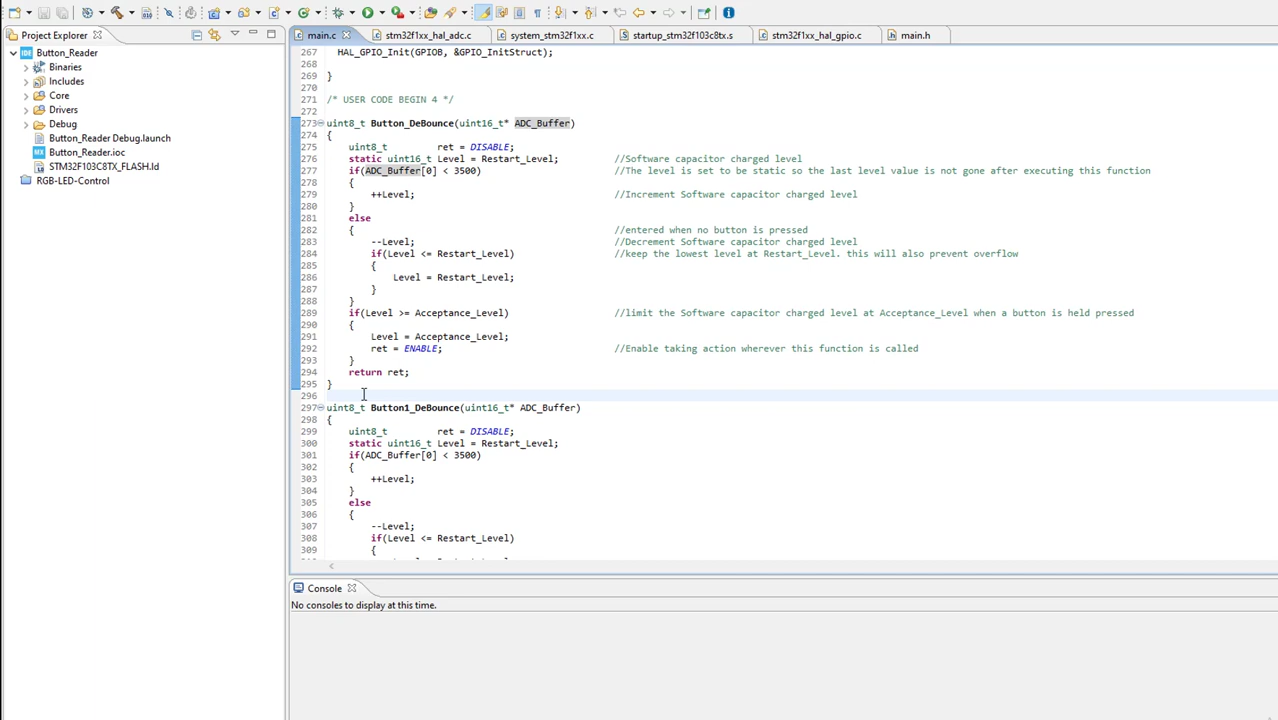 Project Explorer
main.c
stm32f1xx_hal_adc.c
system_stm32f1xx.c
startup_stm32f103c8tx.s
stm32f1xx_hal_gpio.c
main.h
Button_Reader
Binaries
Includes
Core
Drivers
Debug
Button_Reader Debug.launch
Button_Reader.ioc
STM32F103C8TX_FLASH.ld
RGB-LED-Control
267 HAL_GPIO_Init(GPIOB, &GPIO_InitStruct);
268
269 }
270
271 /* USER CODE BEGIN 4 */
272
273 uint8_t Button_DeBounce(uint16_t* ADC_Buffer)
274 {
275 uint8_t ret = DISABLE;
276 static uint16_t Level = Restart_Level; //Software capacitor charged level
277 if(ADC_Buffer[0] < 3500) //The level is set to be static so the last level value is not gone after executing this function
278 {
279 ++Level; //Increment Software capacitor charged level
280 }
281 else
282 { //entered when no button is pressed
283 --Level; //Decrement Software capacitor charged level
284 if(Level <= Restart_Level) //keep the lowest level at Restart_Level. this will also prevent overflow
285 {
286 Level = Restart_Level;
287 }
288 }
289 if(Level >= Acceptance_Level) //limit the Software capacitor charged level at Acceptance_Level when a button is held pressed
290 {
291 Level = Acceptance_Level;
292 ret = ENABLE; //Enable taking action wherever this function is called
293 }
294 return ret;
295 }
296
297 uint8_t Button1_DeBounce(uint16_t* ADC_Buffer)
298 {
299 uint8_t ret = DISABLE;
300 static uint16_t Level = Restart_Level;
301 if(ADC_Buffer[0] < 3500)
302 {
303 ++Level;
304 }
305 else
306 {
307 --Level;
308 if(Level <= Restart_Level)
309 {
Console
No consoles to display at this time.